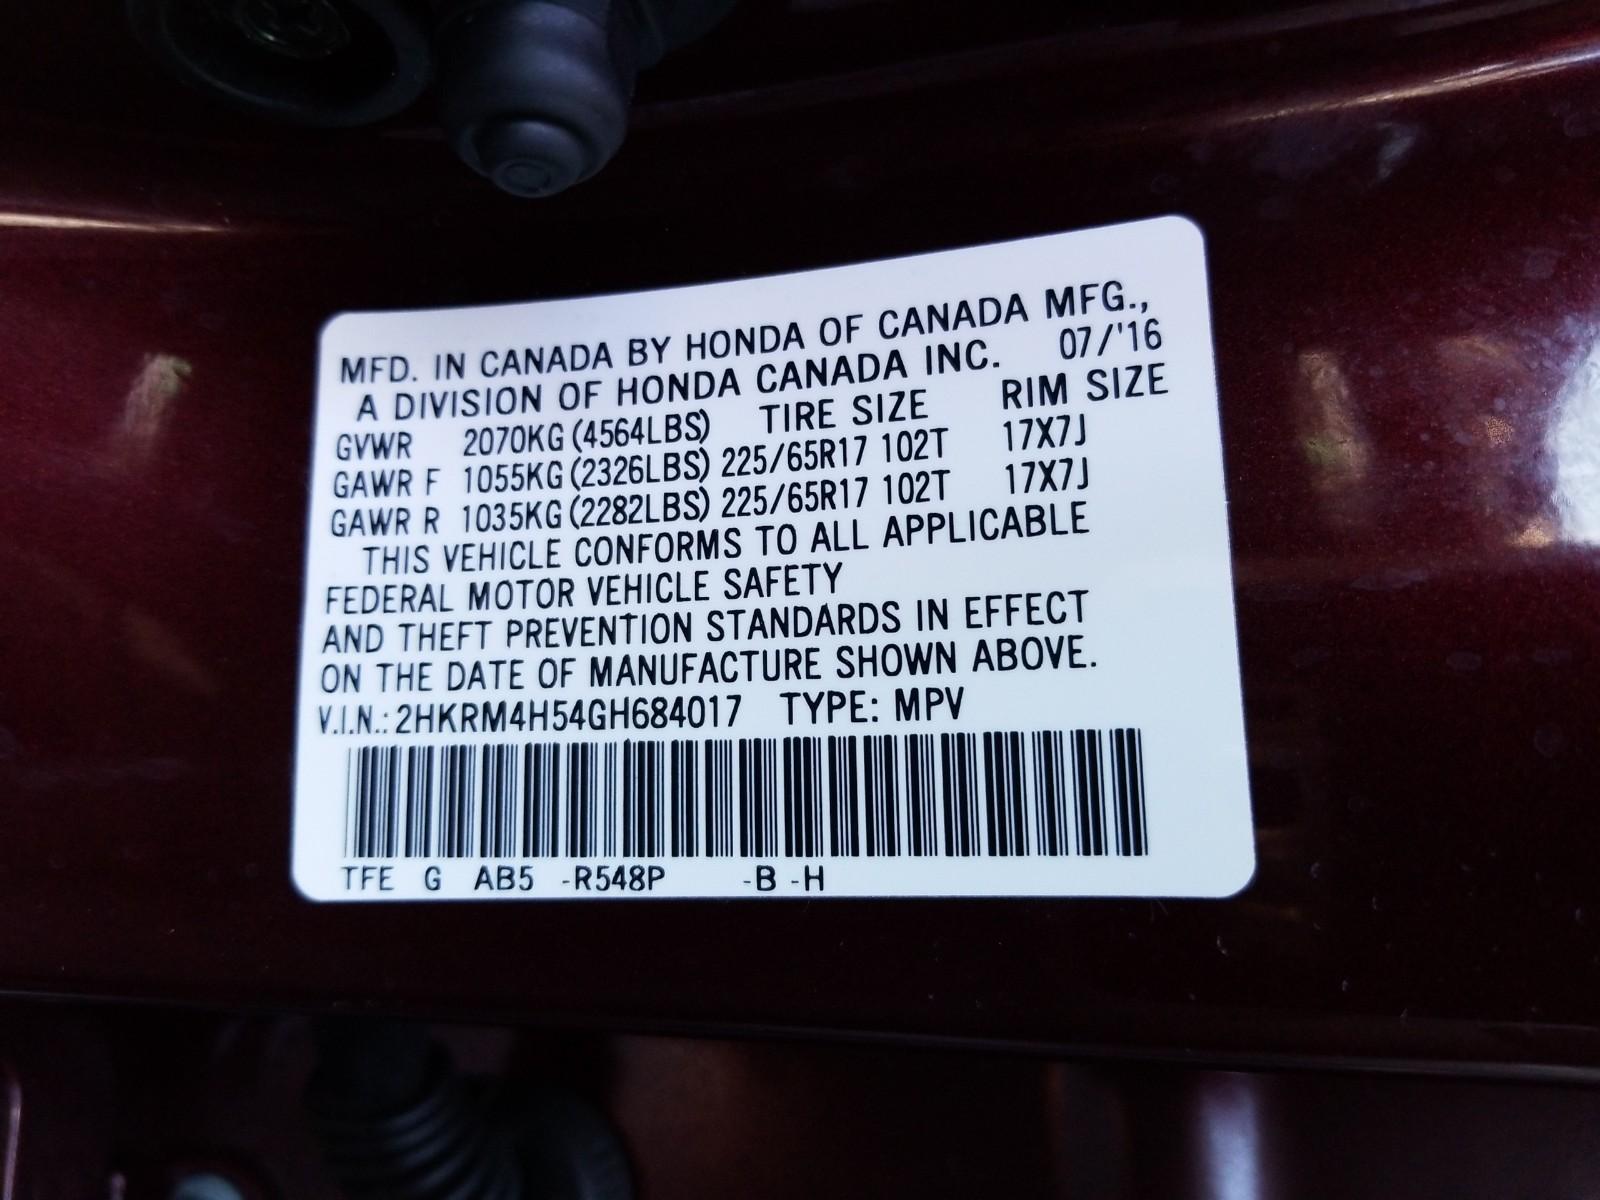 MFD. IN CANADA BY HONDA OF CANADA MFG.,
A DIVISION OF HONDA CANADA INC. 07/'16
GVWR 2070KG (4564LBS) TIRE SIZE RIM SIZE
GAWR F 1055KG (2326LBS) 225/65R17 102T 17X7J
GAWR R 1035KG (2282LBS) 225/65R17 102T 17X7J
THIS VEHICLE CONFORMS TO ALL APPLICABLE
FEDERAL MOTOR VEHICLE SAFETY
AND THEFT PREVENTION STANDARDS IN EFFECT
ON THE DATE OF MANUFACTURE SHOWN ABOVE.
V.I.N.: 2HKRM4H54GH684017 TYPE: MPV
TFE G AB5 -R548P -B -H